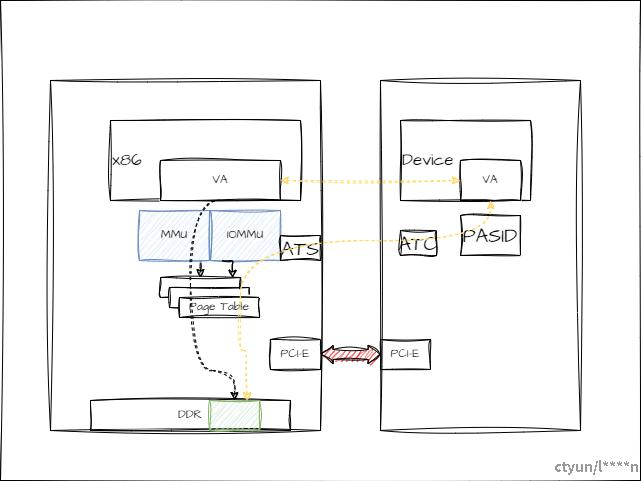 x86
VA
Device
VA
MMU
IOMMU
ATS
ATC
PASID
Page Table
PCI-E
PCI-E
DDR
ctyun/l****n